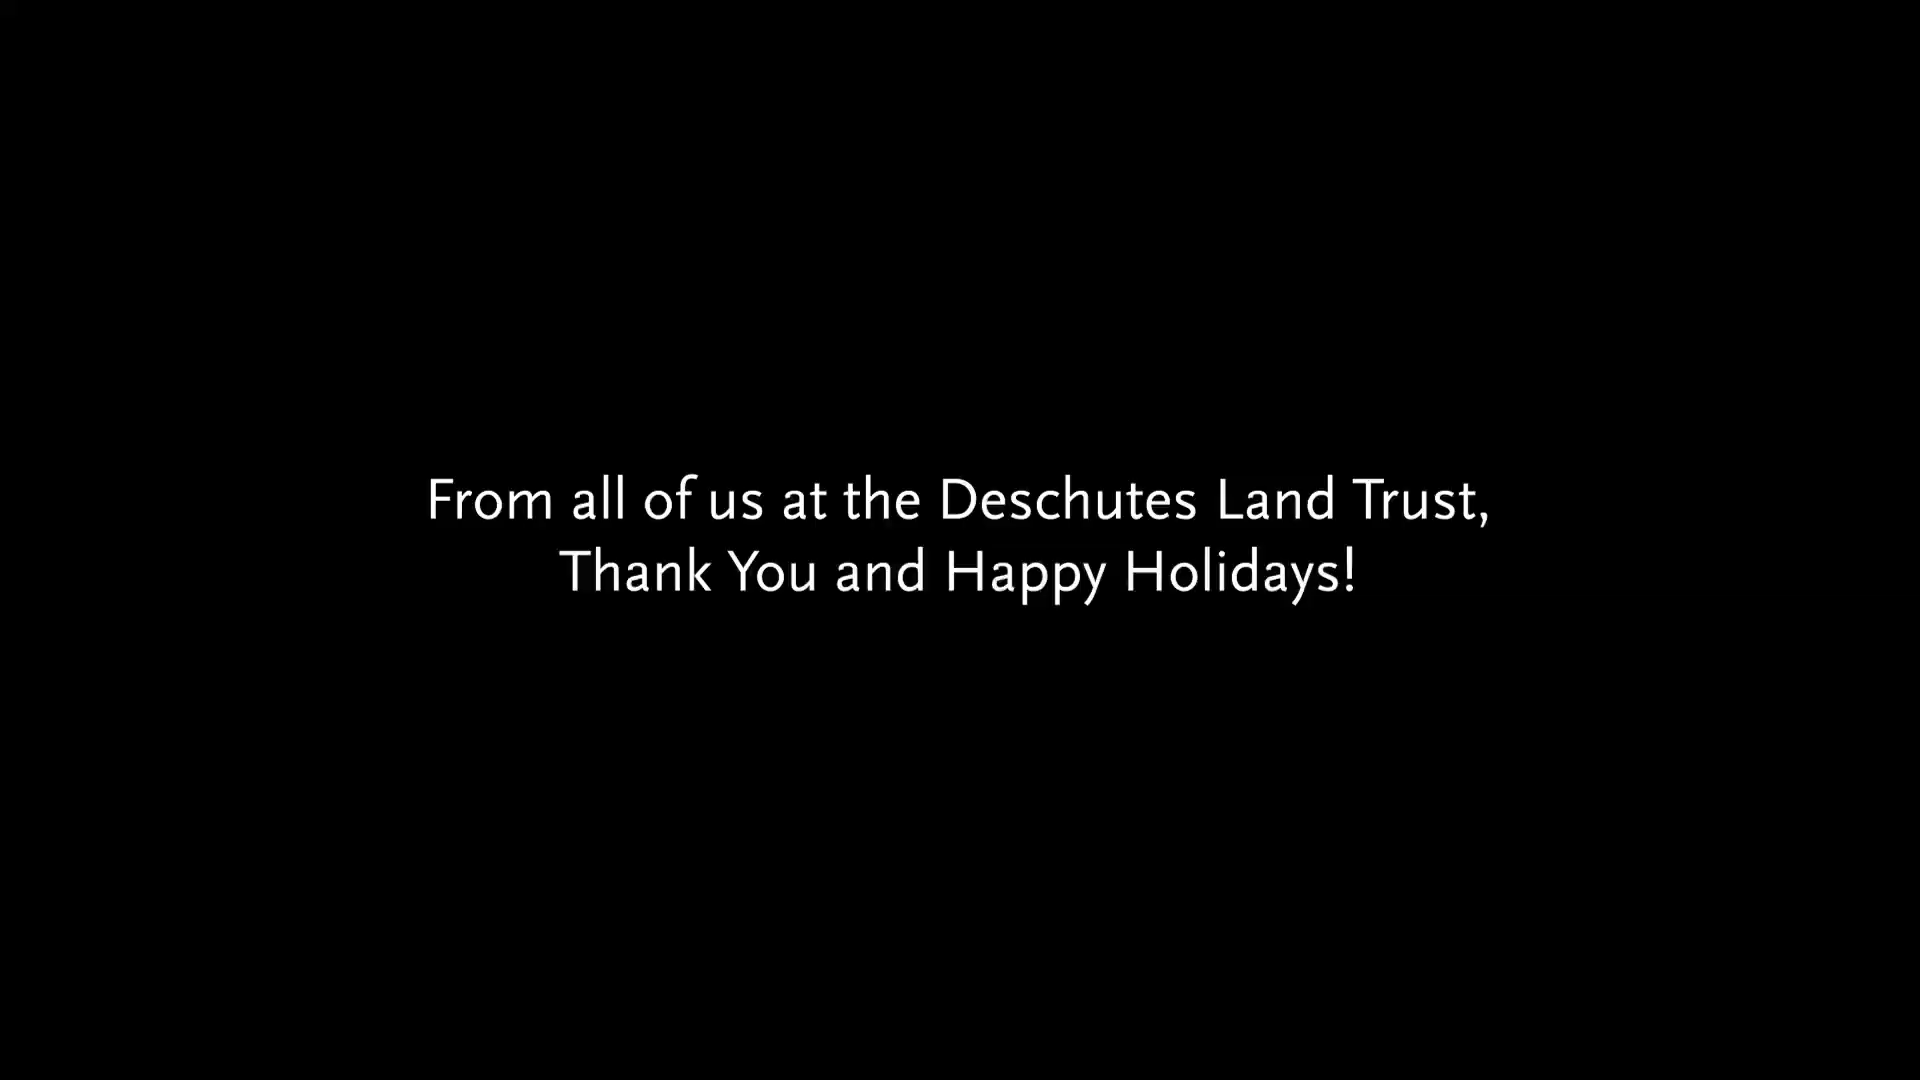 From all of us at the Deschutes Land Trust,
Thank You and Happy Holidays!